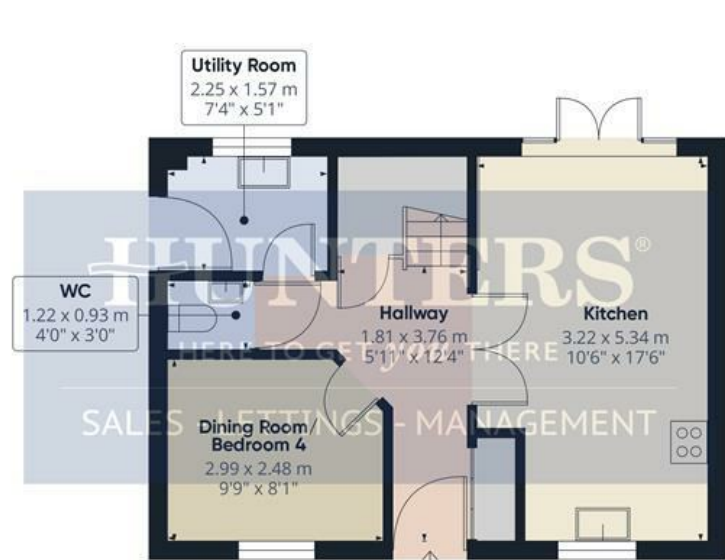 Utility Room
2.25 x 1.57 m
7'4" x 5'1"
HUNTERS®
WC
1.22 x 0.93 m
4'0" x 3'0"
Hallway
1.81 x 3.76 m
5'11" x 12'4"
Kitchen
3.22 x 5.34 m
10'6" x 17'6"
HERE TO GET you THERE
SALES - LETTINGS - MANAGEMENT
Dining Room/
Bedroom 4
2.99 x 2.48 m
9'9" x 8'1"